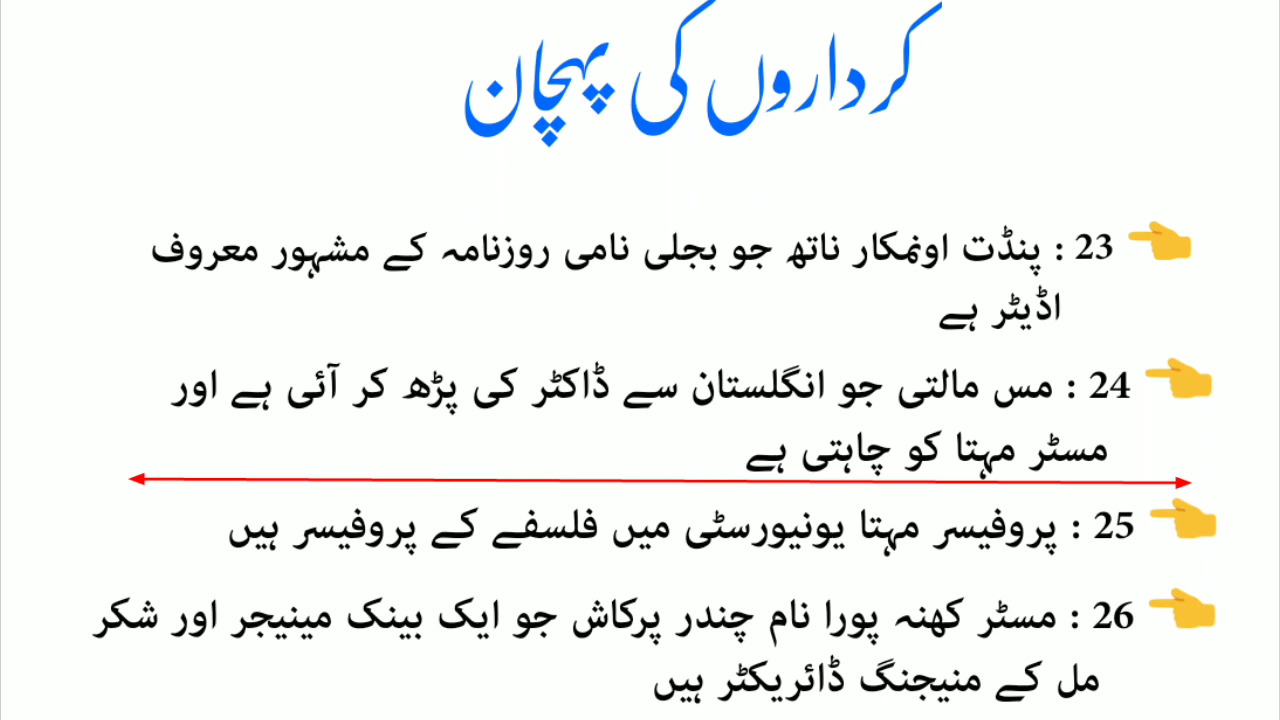 کرداروں کی پہچان
23 : پنڈت اونمکار ناتھ جو بجلی نامی روزنامہ کے مشہور معروف
اڈیٹر ہے
24 : مس مالتی جو انگلستان سے ڈاکٹر کی پڑھ کر آئی ہے اور
مسٹر مہتا کو چاہتی ہے
25 : پروفیسر مہتا یونیورسٹی میں فلسفے کے پروفیسر ہیں
26 : مسٹر کھنہ پورا نام چندر پرکاش جو ایک بینک مینیجر اور شکر
مل کے منیجنگ ڈائریکٹر ہیں